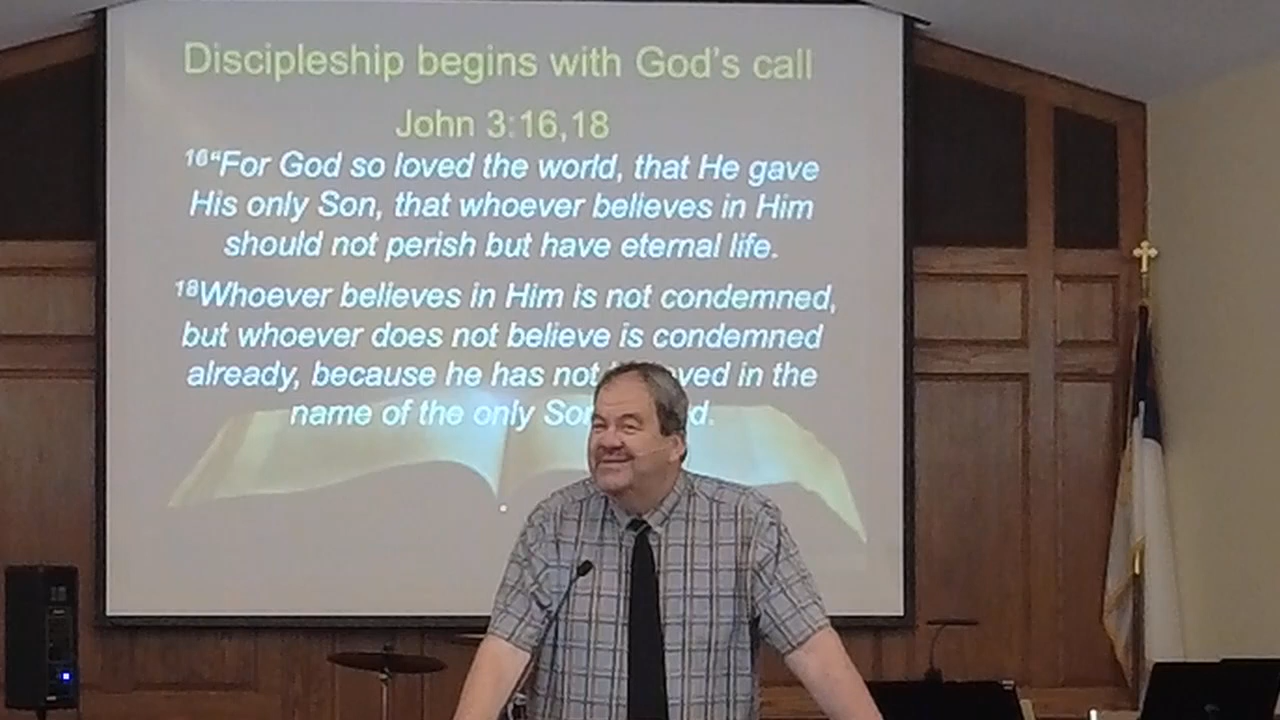 Discipleship begins with God's call
John 3:16,18
16“For God so loved the world, that He gave
His only Son, that whoever believes in Him
should not perish but have eternal life.
18Whoever believes in Him is not condemned,
but whoever does not believe is condemned
already, because he has not in the
name of the only